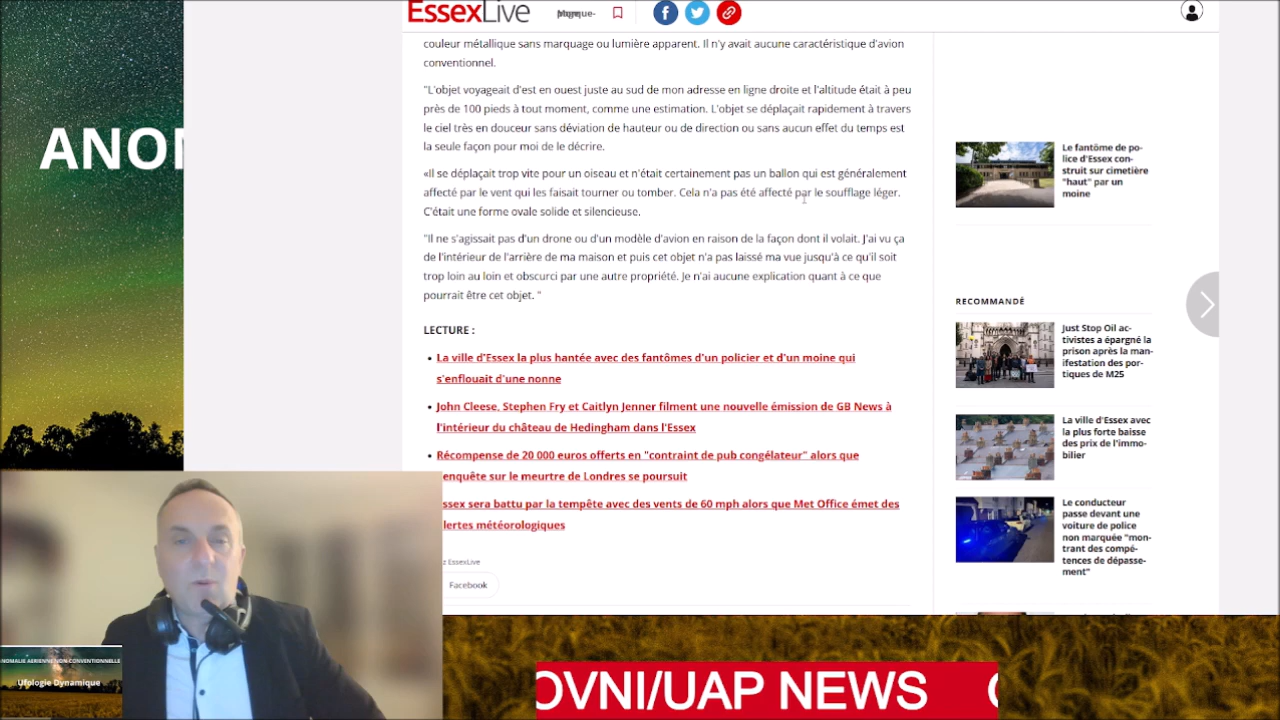 EssexLive
ANO
couleur métallique sans marquage ou lumière apparent. Il n'y avait aucune caractéristique d'avion
conventionnel.
"L'objet voyageait d'est en ouest juste au sud de mon adresse en ligne droite et l'altitude était à peu
près de 100 pieds à tout moment, comme une estimation. L'objet se déplaçait rapidement à travers
le ciel très en douceur sans déviation de hauteur ou de direction ou sans aucun effet du temps est
la seule façon pour moi de le décrire.
«Il se déplaçait trop vite pour un oiseau et n'était certainement pas un ballon qui est généralement
affecté par le vent qui les faisait tourner ou tomber. Cela n'a pas été affecté par le soufflage léger.
C'était une forme ovale solide et silencieuse.
"Il ne s'agissait pas d'un drone ou d'un modèle d'avion en raison de la façon dont il volait. J'ai vu ça
de l'intérieur de l'arrière de ma maison et puis cet objet n'a pas laissé ma vue jusqu'à ce qu'il soit
trop loin au loin et obscurci par une autre propriété. Je n'ai aucune explication quant à ce que
pourrait être cet objet. "
LECTURE :
• La ville d'Essex la plus hantée avec des fantômes d'un policier et d'un moine qui
s'enflouait d'une nonne
• John Cleese, Stephen Fry et Caitlyn Jenner filment une nouvelle émission de GB News à
l'intérieur du château de Hedingham dans l'Essex
• Récompense de 20 000 euros offerts en "contraint de pub congélateur" alors que
enquête sur le meurtre de Londres se poursuit
ssex sera battu par la tempête avec des vents de 60 mph alors que Met Office émet des
lertes météorologiques
z EssexLive
Facebook
Le fantôme de po-
lice d'Essex con-
struit sur cimetière
"haut" par un
moine
RECOMMANDÉ
Just Stop Oil ac-
tivistes a épargné la
prison après la man-
ifestation des por-
tiques de M25
La ville d'Essex avec
la plus forte baisse
des prix de l'immo-
bilier
Le conducteur
passe devant une
voiture de police
non marquée "mon-
trant des compé-
tences de dépasse-
ment"
NOMALIE AERIENNE NON-CONVENTIONNELLE
Ufologie Dynamique
OVNI/UAP NEWS